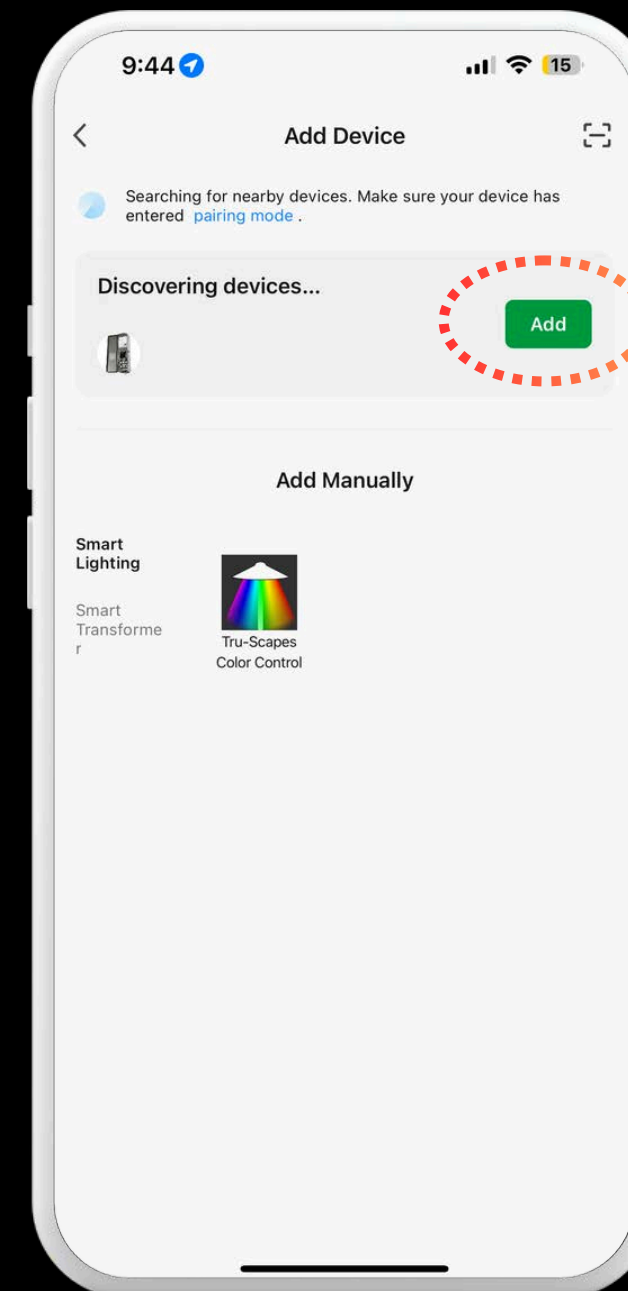 9:44
15
Add Device
Searching for nearby devices. Make sure your device has
entered pairing mode .
Discovering devices...
Add
Add Manually
Smart
Lighting
Smart
Transforme
r
Tru-Scapes
Color Control